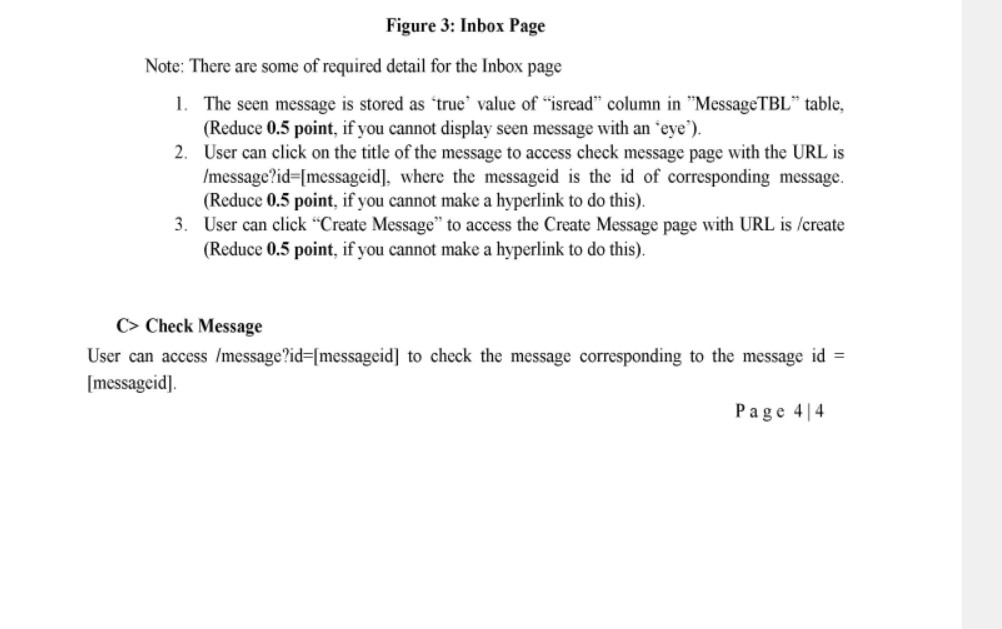 Figure 3: Inbox Page
Note: There are some of required detail for the Inbox page
1. The seen message is stored as ‘true’ value of “isread” column in ”MessageTBL” table,
(Reduce 0.5 point, if you cannot display seen message with an ‘eye’).
2. User can click on the title of the message to access check message page with the URL is
/message?id=[messageid], where the messageid is the id of corresponding message.
(Reduce 0.5 point, if you cannot make a hyperlink to do this).
3. User can click “Create Message” to access the Create Message page with URL is /create
(Reduce 0.5 point, if you cannot make a hyperlink to do this).
C> Check Message
User can access /message?id=[messageid] to check the message corresponding to the message id =
[messageid].
Page 4|4